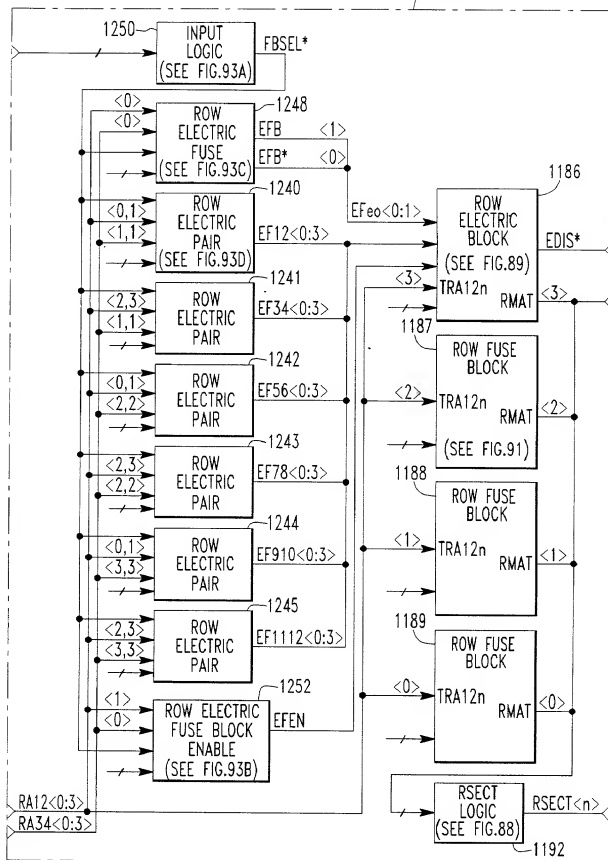 1250
INPUT
LOGIC
(SEE FIG.93A)
FBSEL*
<0>
<0>
ROW
ELECTRIC
FUSE
(SEE FIG.93C)
1248
EFB
<1>
EFB*
<0>
1240
<0,1>
<1,1>
ROW
ELECTRIC
PAIR
(SEE FIG.93D)
EF12<0:3>
1241
<2,3>
<1,1>
ROW
ELECTRIC
PAIR
EF34<0:3>
1242
<0,1>
<2,2>
ROW
ELECTRIC
PAIR
EF56<0:3>
1243
<2,3>
<2,2>
ROW
ELECTRIC
PAIR
EF78<0:3>
1244
<0,1>
<3,3>
ROW
ELECTRIC
PAIR
EF910<0:3>
1245
<2,3>
<3,3>
ROW
ELECTRIC
PAIR
EF1112<0:3>
1252
<1>
<0>
ROW ELECTRIC
FUSE BLOCK
ENABLE
(SEE FIG.93B)
EFEN
RA12<0:3>
RA34<0:3>
1186
EFeo<0:1>
ROW
ELECTRIC
BLOCK
(SEE FIG.89)
EDIS*
<3>
TRA12n
RMAT
<3>
1187
ROW FUSE
BLOCK
<2>
TRA12n
RMAT
<2>
(SEE FIG.91)
1188
ROW FUSE
BLOCK
<1>
TRA12n
RMAT
<1>
1189
ROW FUSE
BLOCK
<0>
TRA12n
RMAT
<0>
RSECT
LOGIC
(SEE FIG.88)
RSECT<n>
1192